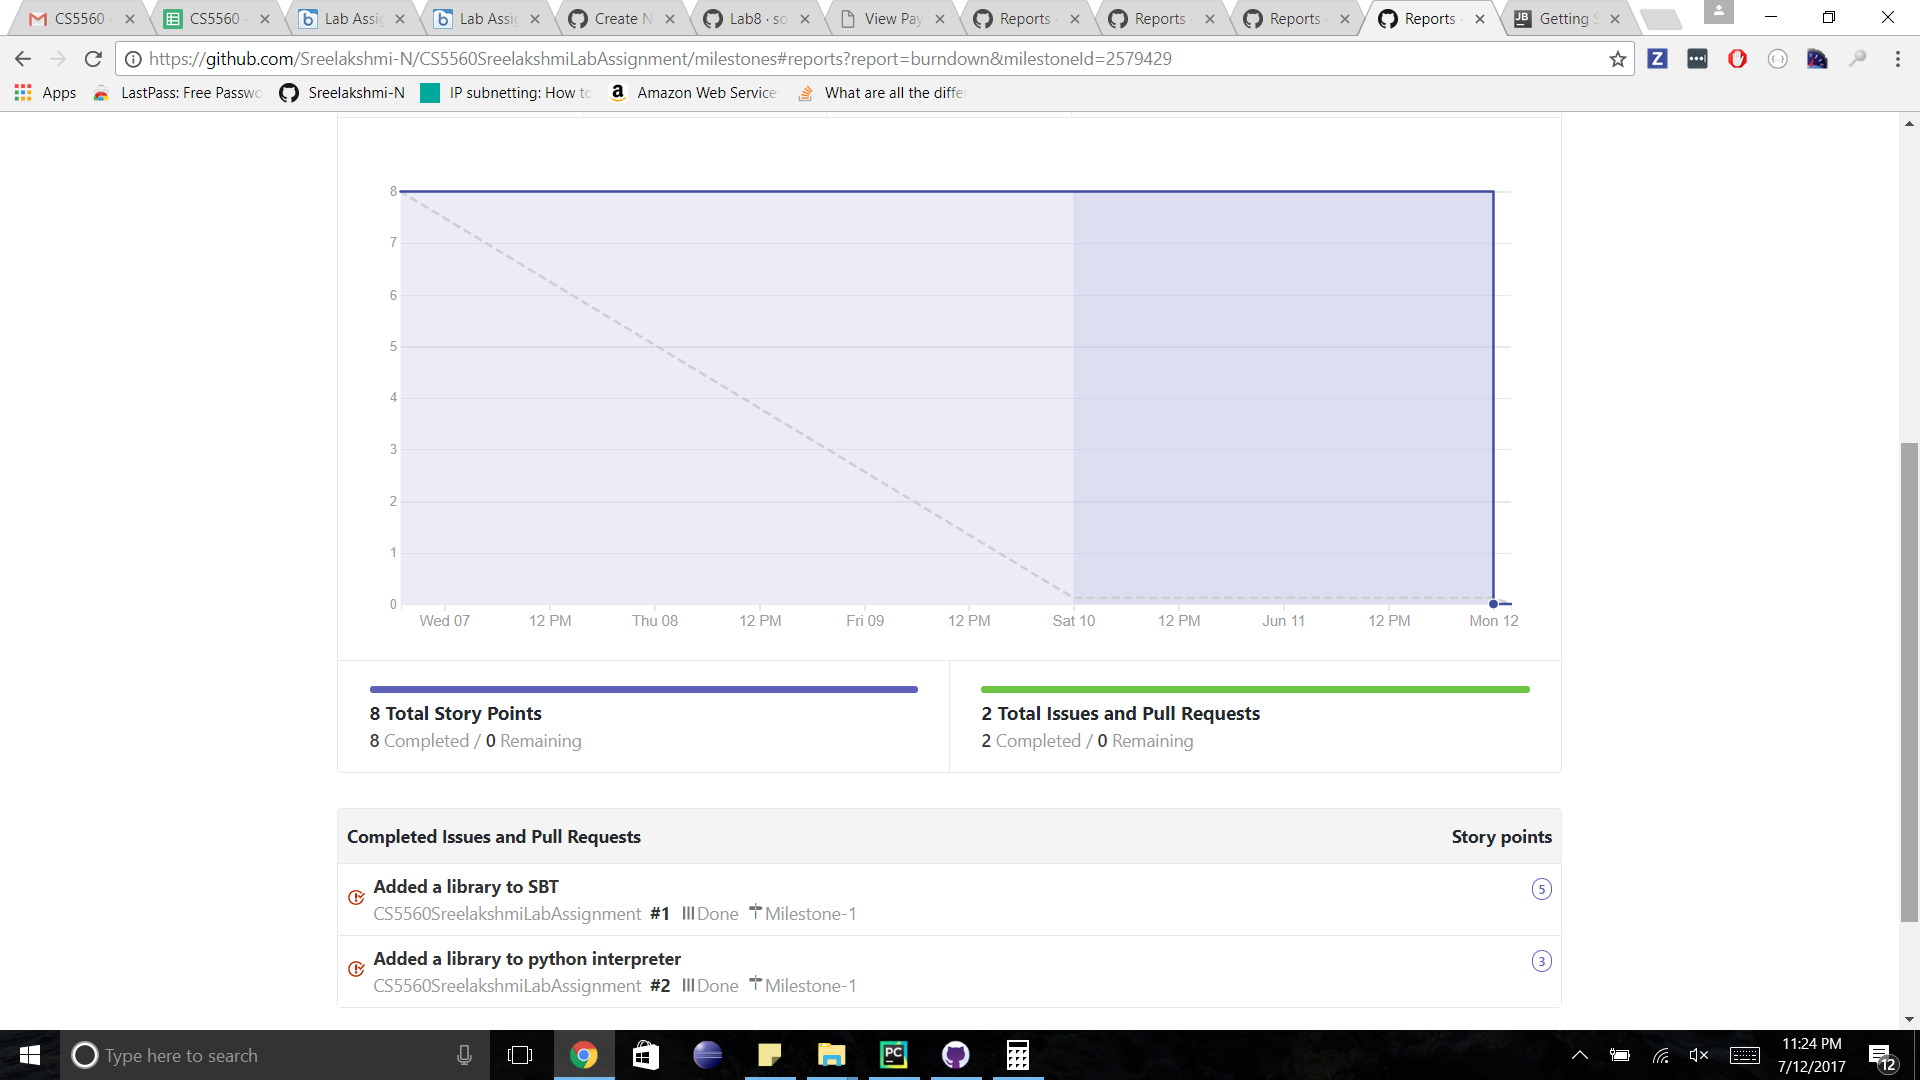 CS5560 -
CS5560 -
Lab Assig
Lab Assig
Create N
Lab8 · so
View Pay
Reports ·
Reports ·
Reports ·
Reports ·
Getting S
https://github.com/Sreelakshmi-N/CS5560SreelakshmiLabAssignment/milestones#reports?report=burndown&milestoneId=2579429
Apps
LastPass: Free Passwo
Sreelakshmi-N
IP subnetting: How to
Amazon Web Service
What are all the differ
8
7
6
5
4
3
2
1
0
Wed 07 12 PM Thu 08 12 PM Fri 09 12 PM Sat 10 12 PM Jun 11 12 PM Mon 12
8 Total Story Points
8 Completed / 0 Remaining
2 Total Issues and Pull Requests
2 Completed / 0 Remaining
Completed Issues and Pull Requests Story points
Added a library to SBT 5
CS5560SreelakshmiLabAssignment #1 Done Milestone-1
Added a library to python interpreter 3
CS5560SreelakshmiLabAssignment #2 Done Milestone-1
Type here to search
11:24 PM
7/12/2017
12